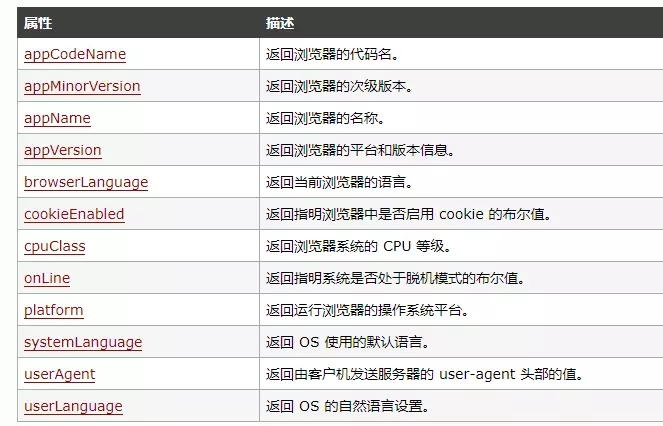 属性 描述
appCodeName 返回浏览器的代码名。
appMinorVersion 返回浏览器的次级版本。
appName 返回浏览器的名称。
appVersion 返回浏览器的平台和版本信息。
browserLanguage 返回当前浏览器的语言。
cookieEnabled 返回指明浏览器中是否启用 cookie 的布尔值。
cpuClass 返回浏览器系统的 CPU 等级。
onLine 返回指明系统是否处于脱机模式的布尔值。
platform 返回运行浏览器的操作系统平台。
systemLanguage 返回 OS 使用的默认语言。
userAgent 返回由客户机发送服务器的 user-agent 头部的值。
userLanguage 返回 OS 的自然语言设置。